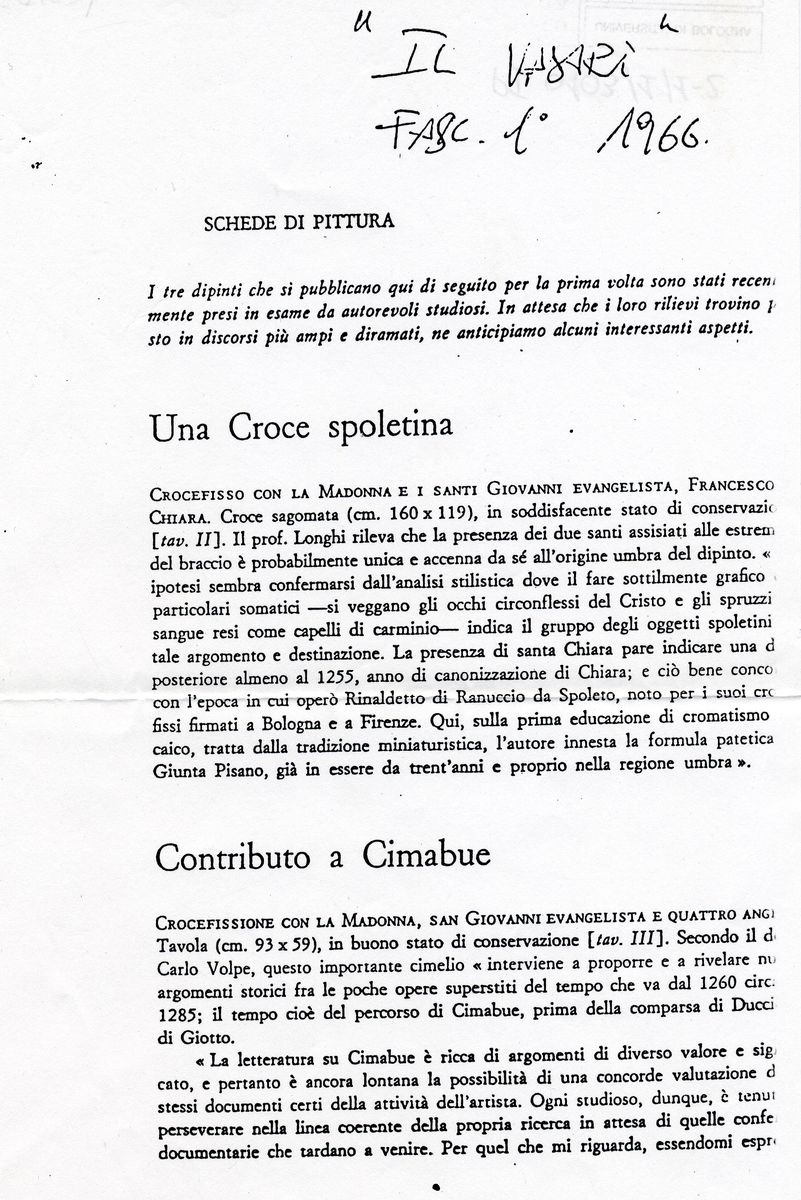 " IL VASARI "
FASC. 1° 1966.
SCHEDE DI PITTURA
I tre dipinti che si pubblicano qui di seguito per la prima volta sono stati recen
mente presi in esame da autorevoli studiosi. In attesa che i loro rilievi trovino p
sto in discorsi più ampi e diramati, ne anticipiamo alcuni interessanti aspetti.
Una Croce spoletina
CROCEFISSO CON LA MADONNA E I SANTI GIOVANNI EVANGELISTA, FRANCESCO
CHIARA. Croce sagomata (cm. 160 x 119), in soddisfacente stato di conservazio
[tav. II]. Il prof. Longhi rileva che la presenza dei due santi assisiati alle estrem
del braccio è probabilmente unica e accenna da sé all'origine umbra del dipinto. «
ipotesi sembra confermarsi dall'analisi stilistica dove il fare sottilmente grafico
particolari somatici —si veggano gli occhi circonflessi del Cristo e gli spruzzi
sangue resi come capelli di carminio— indica il gruppo degli oggetti spoletini
tale argomento e destinazione. La presenza di santa Chiara pare indicare una d
posteriore almeno al 1255, anno di canonizzazione di Chiara; e ciò bene conco
con l'epoca in cui operò Rinaldetto di Ranuccio da Spoleto, noto per i suoi cro
fissi firmati a Bologna e a Firenze. Qui, sulla prima educazione di cromatismo
caico, tratta dalla tradizione miniaturistica, l'autore innesta la formula patetica
Giunta Pisano, già in essere da trent'anni e proprio nella regione umbra ».
Contributo a Cimabue
CROCEFISSIONE CON LA MADONNA, SAN GIOVANNI EVANGELISTA E QUATTRO ANG
Tavola (cm. 93 x 59), in buono stato di conservazione [tav. III]. Secondo il d
Carlo Volpe, questo importante cimelio « interviene a proporre e a rivelare nu
argomenti storici fra le poche opere superstiti del tempo che va dal 1260 circ
1285; il tempo cioè del percorso di Cimabue, prima della comparsa di Ducci
di Giotto.
« La letteratura su Cimabue è ricca di argomenti di diverso valore e sig
cato, e pertanto è ancora lontana la possibilità di una concorde valutazione d
stessi documenti certi della attività dell'artista. Ogni studioso, dunque, è tenut
perseverare nella linea coerente della propria ricerca in attesa di quelle confe
documentarie che tardano a venire. Per quel che mi riguarda, essendomi espr